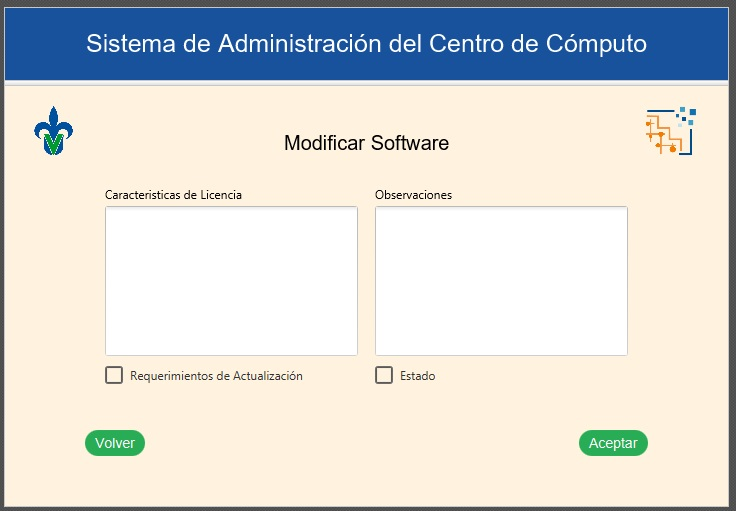 Sistema de Administración del Centro de Cómputo
Modificar Software
Caracteristicas de Licencia
Observaciones
Requerimientos de Actualización
Estado
Volver
Aceptar